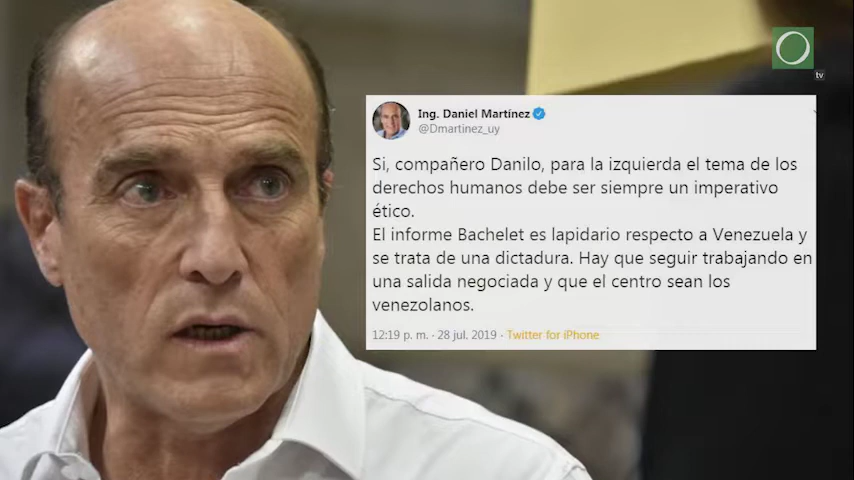 tv
Ing. Daniel Martínez
@Dmartinez_uy
Si, compañero Danilo, para la izquierda el tema de los
derechos humanos debe ser siempre un imperativo
ético.
El informe Bachelet es lapidario respecto a Venezuela y
se trata de una dictadura. Hay que seguir trabajando en
una salida negociada y que el centro sean los
venezolanos.
12:19 p. m. · 28 jul. 2019 · Twitter for iPhone